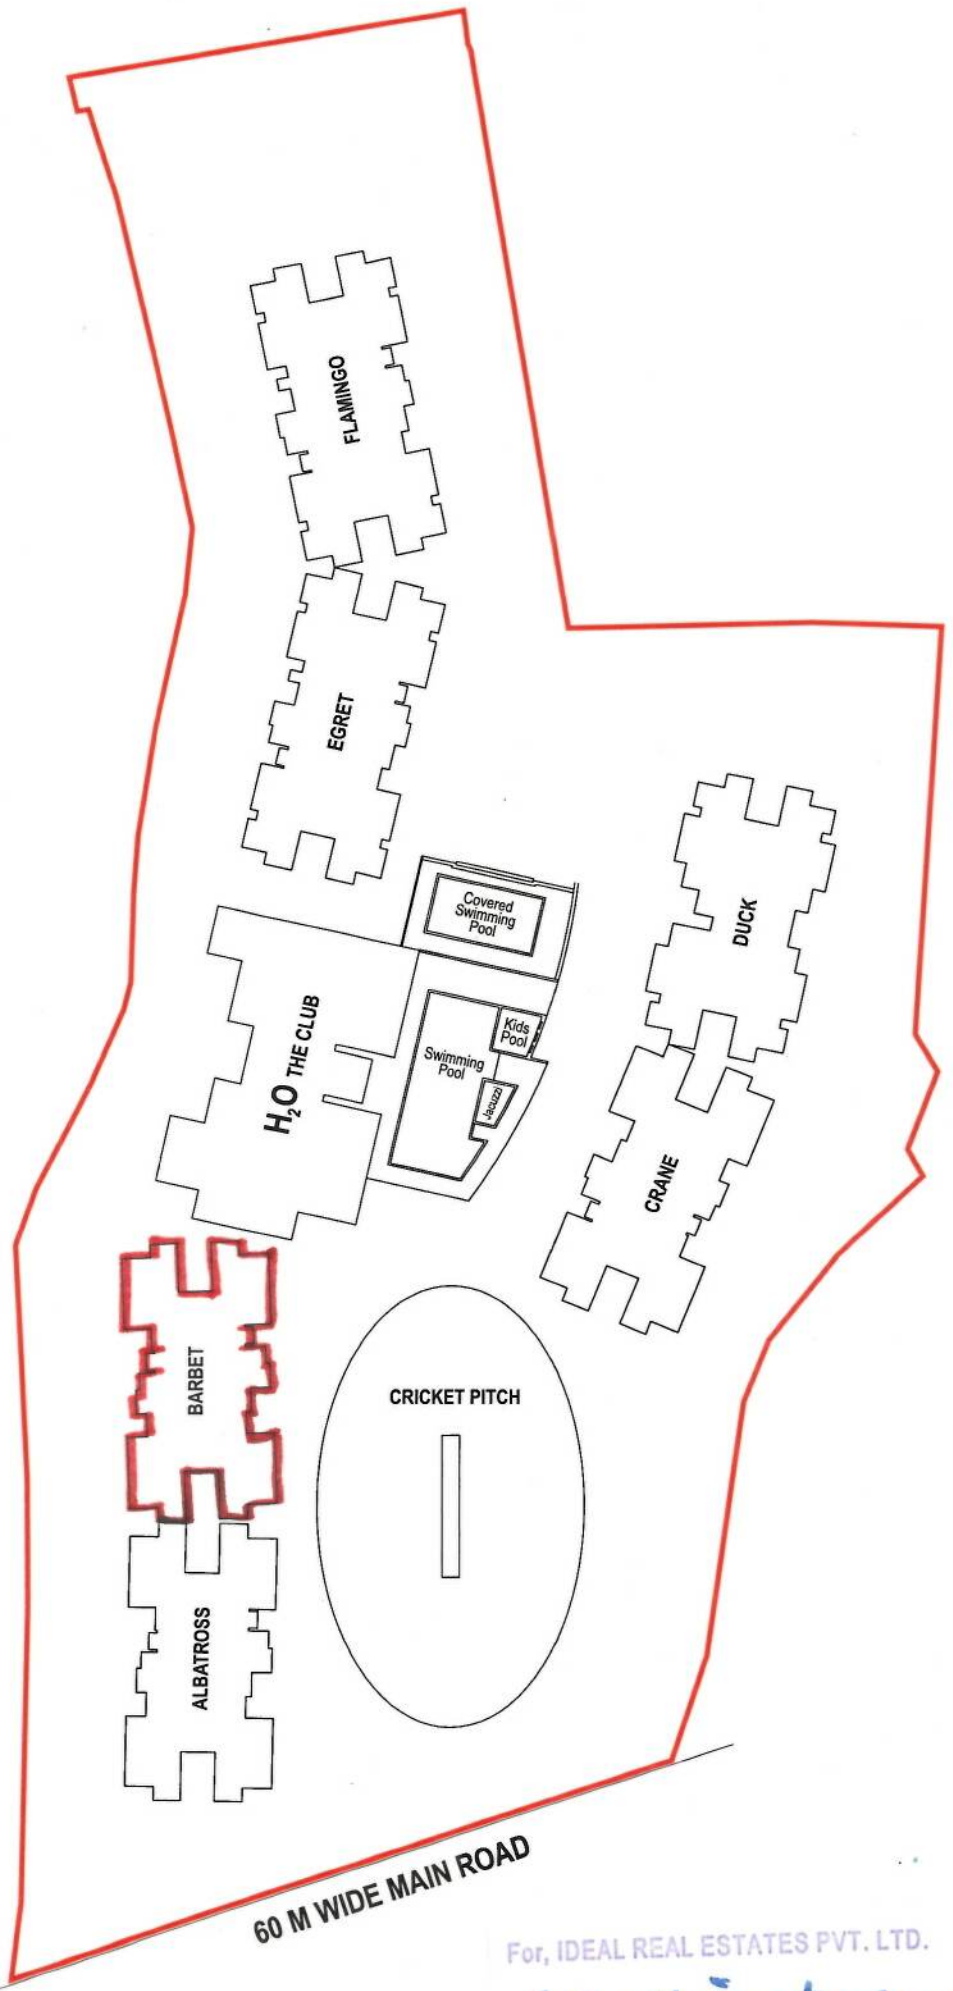 FLAMINGO
EGRET
Covered
Swimming
Pool
DUCK
H₂O THE CLUB
Kids
Pool
Swimming
Pool
Jacuzzi
CRANE
CRICKET PITCH
BARBET
ALBATROSS
60 M WIDE MAIN ROAD
For, IDEAL REAL ESTATES PVT. LTD.